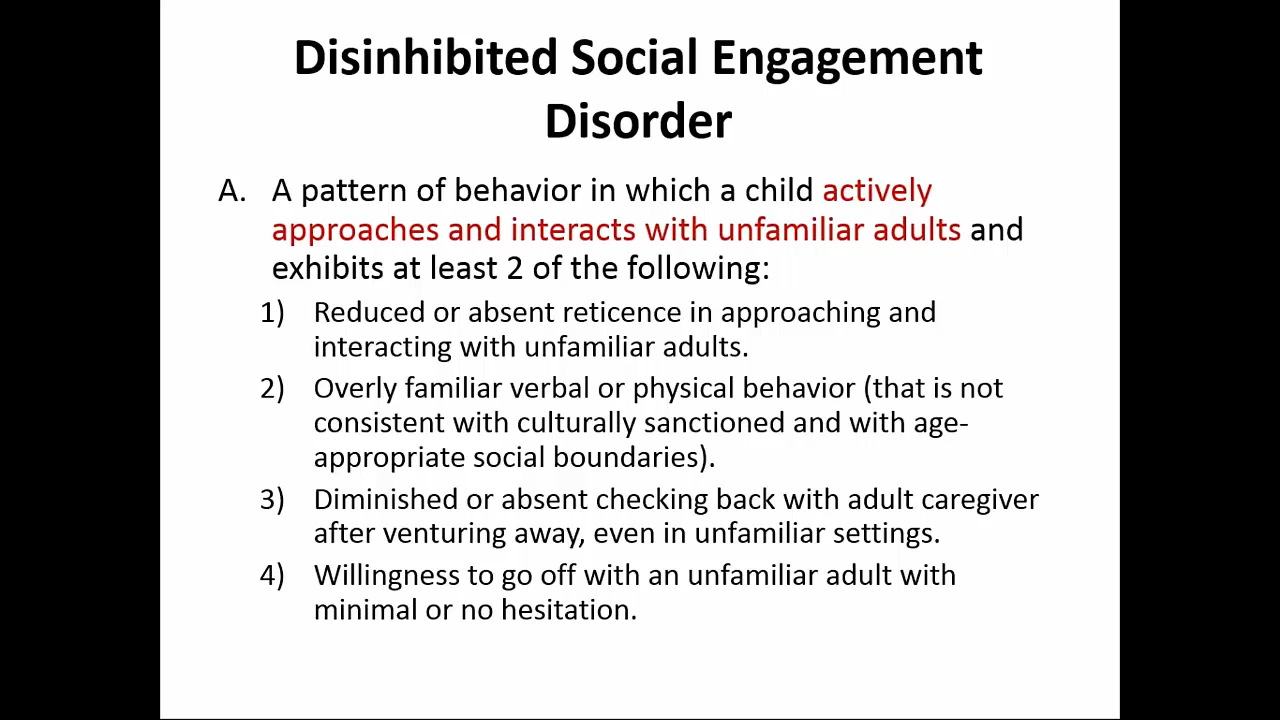 Disinhibited Social Engagement
Disorder
A. A pattern of behavior in which a child actively
approaches and interacts with unfamiliar adults and
exhibits at least 2 of the following:
1) Reduced or absent reticence in approaching and
interacting with unfamiliar adults.
2) Overly familiar verbal or physical behavior (that is not
consistent with culturally sanctioned and with age-
appropriate social boundaries).
3) Diminished or absent checking back with adult caregiver
after venturing away, even in unfamiliar settings.
4) Willingness to go off with an unfamiliar adult with
minimal or no hesitation.